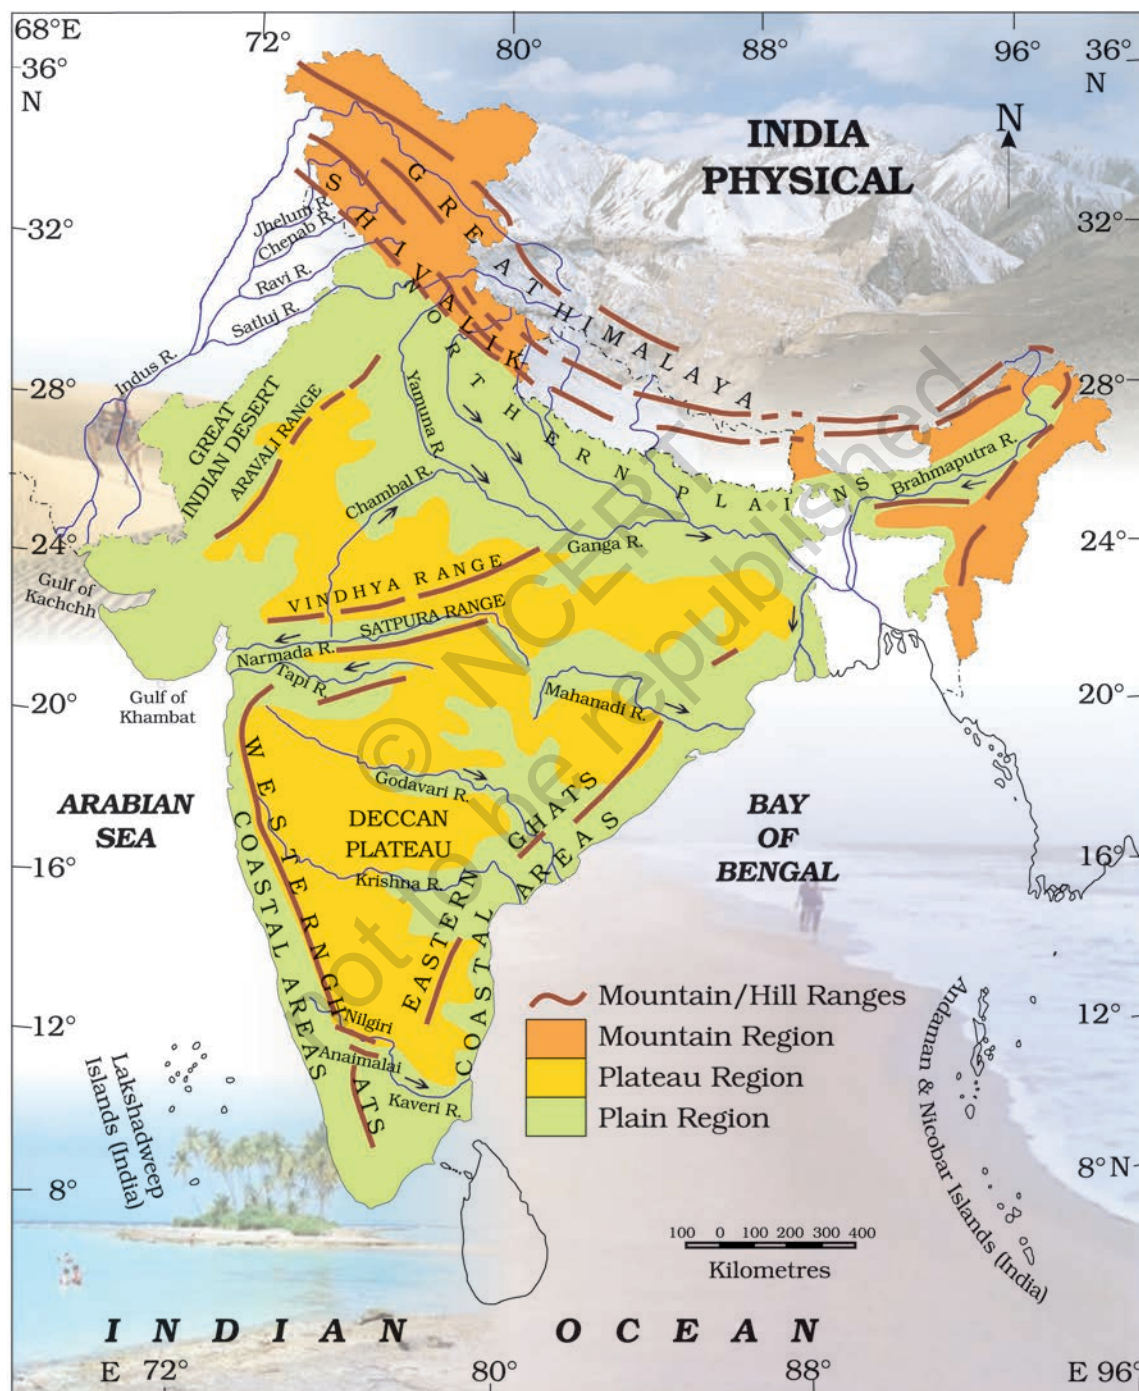 68°E
72°
80°
88°
96°
36°
36°
N
N
N
INDIA
PHYSICAL
GREAT HIMALAYA
SHIVALIK
Jhelum R.
Chenab R.
32°
32°
Ravi R.
Satluj R.
NORTHERN PLAINS
Indus R.
28°
28°
GREAT
INDIAN DESERT
ARAVALI RANGE
Yamuna R.
Chambal R.
Brahmaputra R.
24°
24°
Ganga R.
Gulf of
Kachchh
VINDHYA RANGE
SATPURA RANGE
Narmada R.
Tapi R.
Gulf of
Khambat
20°
20°
Mahanadi R.
Godavari R.
ARABIAN
SEA
DECCAN
PLATEAU
BAY
OF
BENGAL
16°
16°
Krishna R.
WESTERN GHATS
COASTAL AREAS
EASTERN GHATS
COASTAL AREAS
© NCERT
not to be republished
Mountain/Hill Ranges
Mountain Region
Plateau Region
Plain Region
12°
12°
Nilgiri
Anaimalai
Kaveri R.
Lakshadweep
Islands (India)
Andaman & Nicobar Islands (India)
8°
8°N
100 0 100 200 300 400
Kilometres
INDIAN OCEAN
E 72°
80°
88°
E 96°